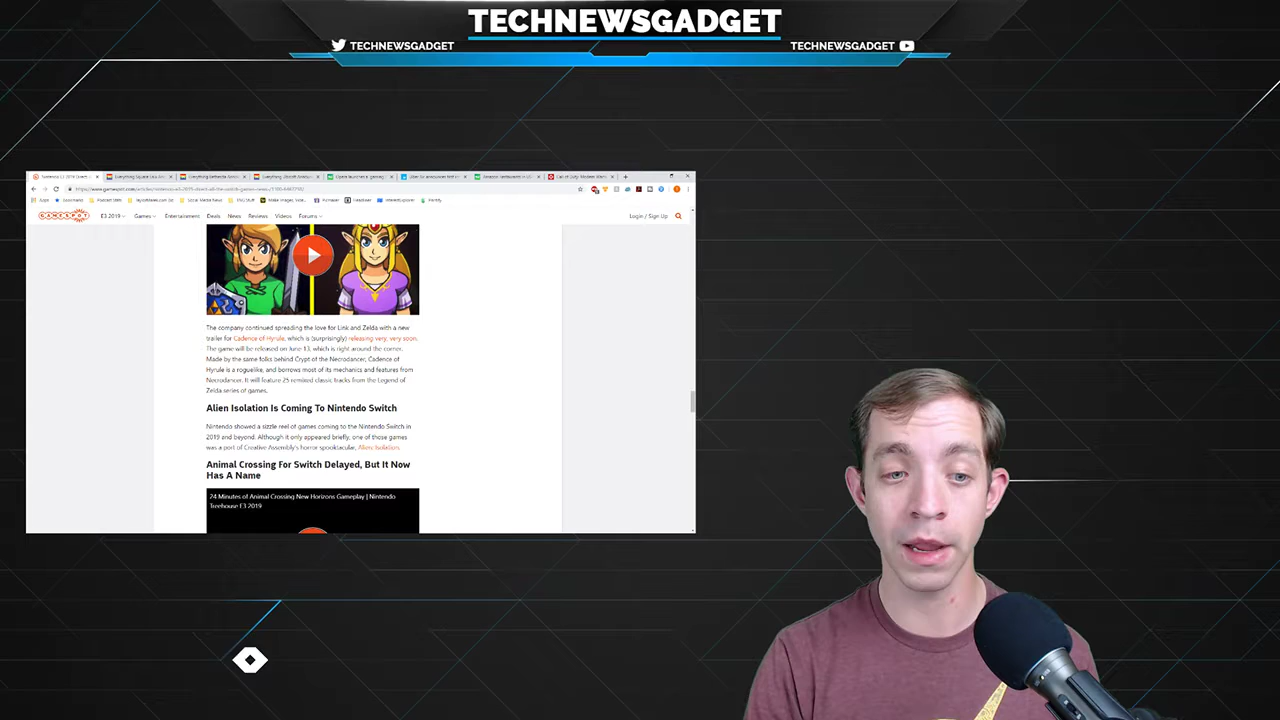 TECHNEWSGADGET
TECHNEWSGADGET
TECHNEWSGADGET
GAMESPOT
E3 2019
Games
Entertainment
Deals
News
Reviews
Videos
Forums
Login / Sign Up
The company continued spreading the love for Link and Zelda with a new
trailer for Cadence of Hyrule, which is (surprisingly) releasing very, very soon.
The game will be released on June 13, which is right around the corner.
Made by the same folks behind Crypt of the Necrodancer, Cadence of
Hyrule is a roguelike, and borrows most of its mechanics and features from
Necrodancer. It will feature 25 remixed classic tracks from the Legend of
Zelda series of games.
Alien Isolation Is Coming To Nintendo Switch
Nintendo showed a sizzle reel of games coming to the Nintendo Switch in
2019 and beyond. Although it only appeared briefly, one of those games
was a port of Creative Assembly's horror spooktacular, Alien: Isolation.
Animal Crossing For Switch Delayed, But It Now
Has A Name
24 Minutes of Animal Crossing New Horizons Gameplay | Nintendo
Treehouse E3 2019